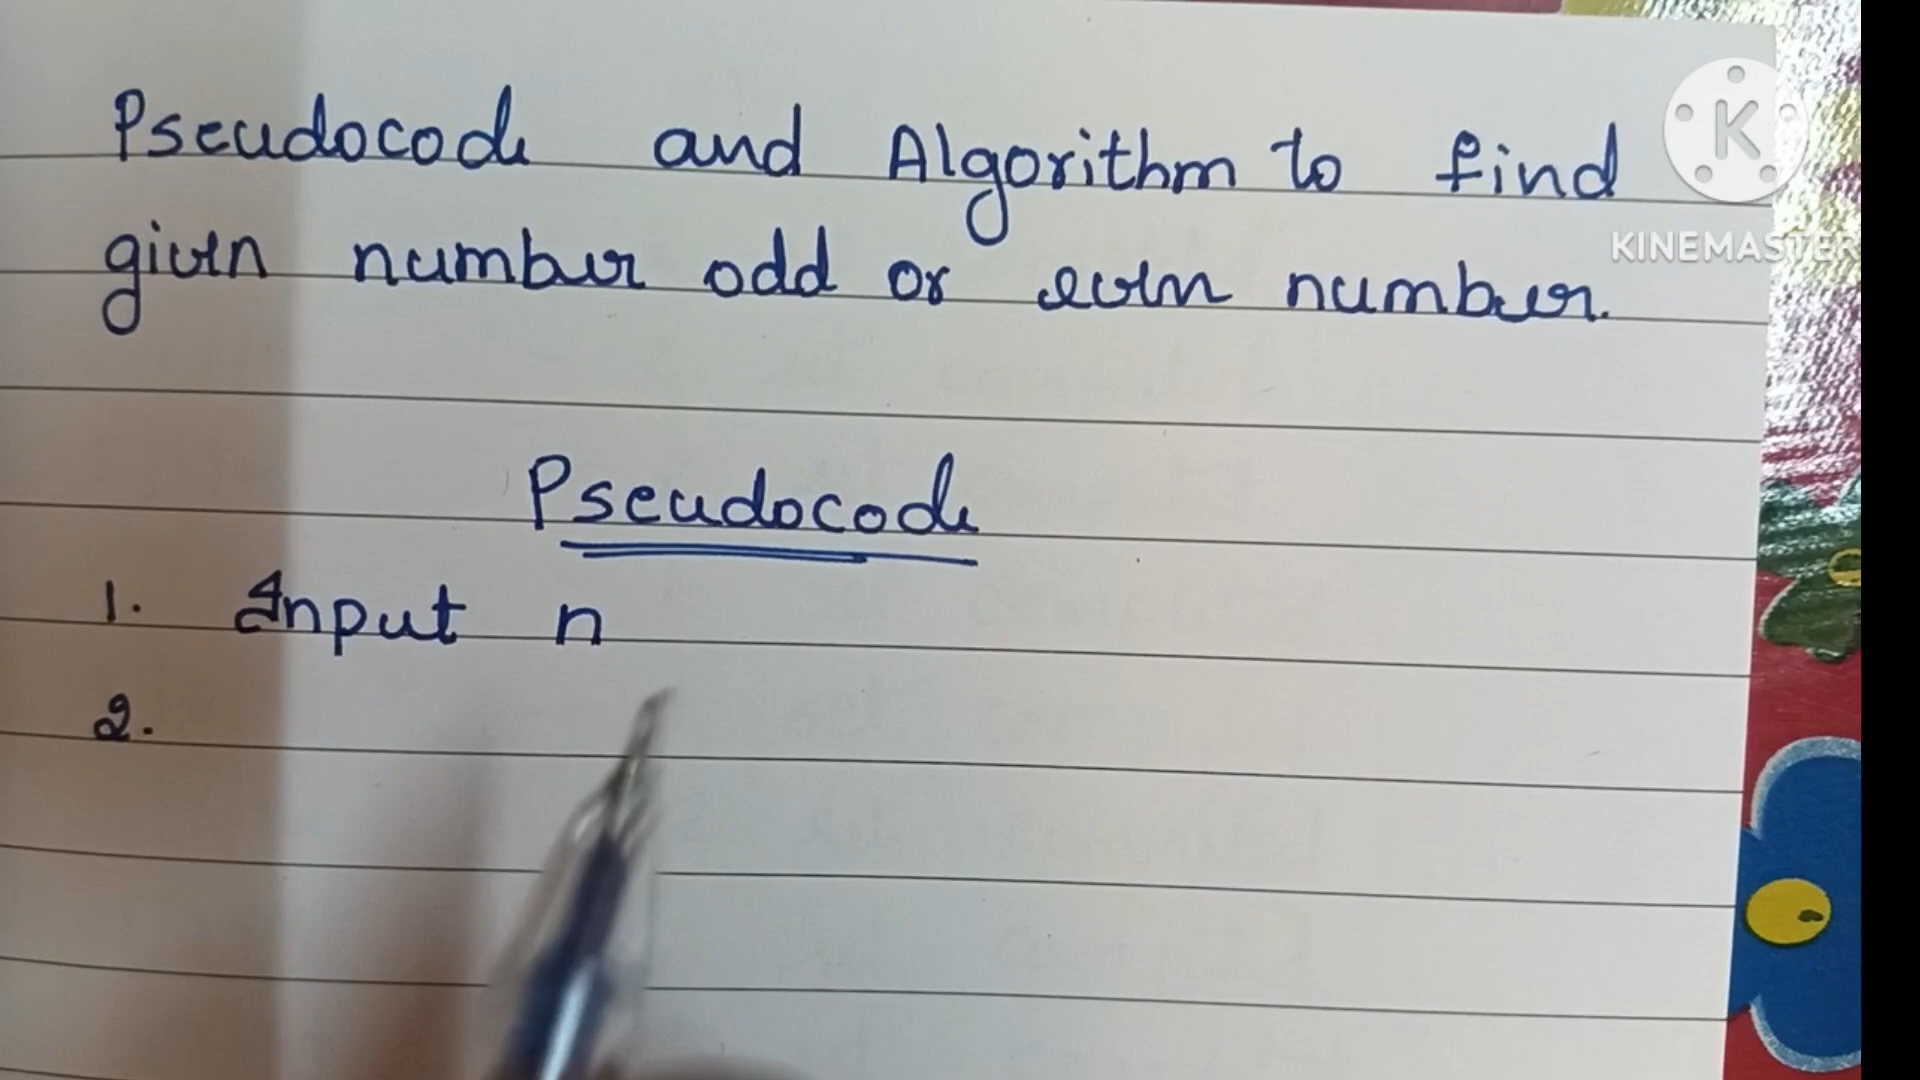 Pseudocode and Algorithm to find
given number odd or even number.
Pseudocode
1. Input n
2.
K
KINEMASTER